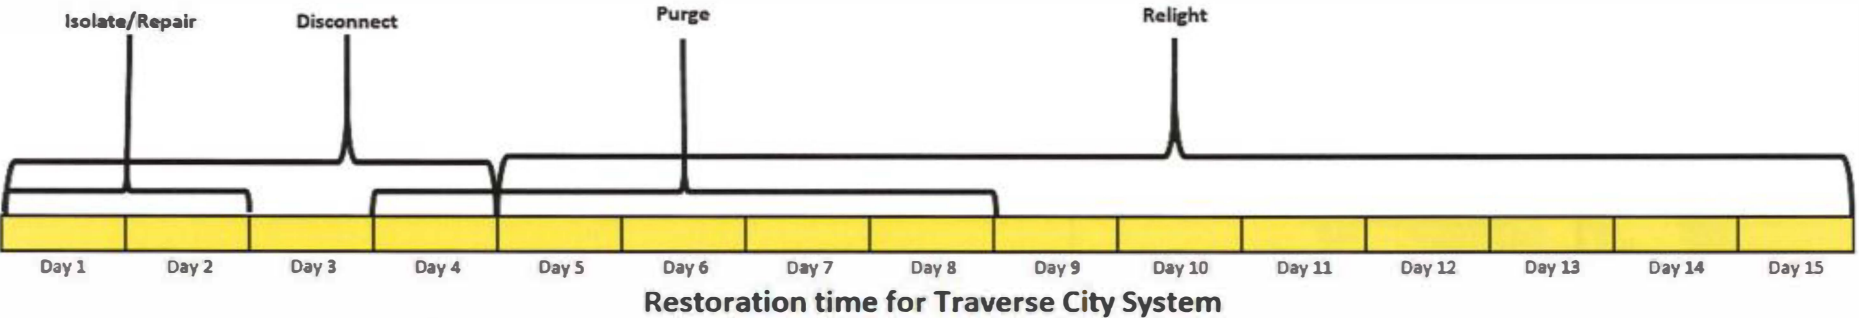 Isolate/Repair Disconnect Purge Relight
Day 1 Day 2 Day 3 Day 4 Day 5 Day 6 Day 7 Day 8 Day 9 Day 10 Day 11 Day 12 Day 13 Day 14 Day 15
Restoration time for Traverse City System